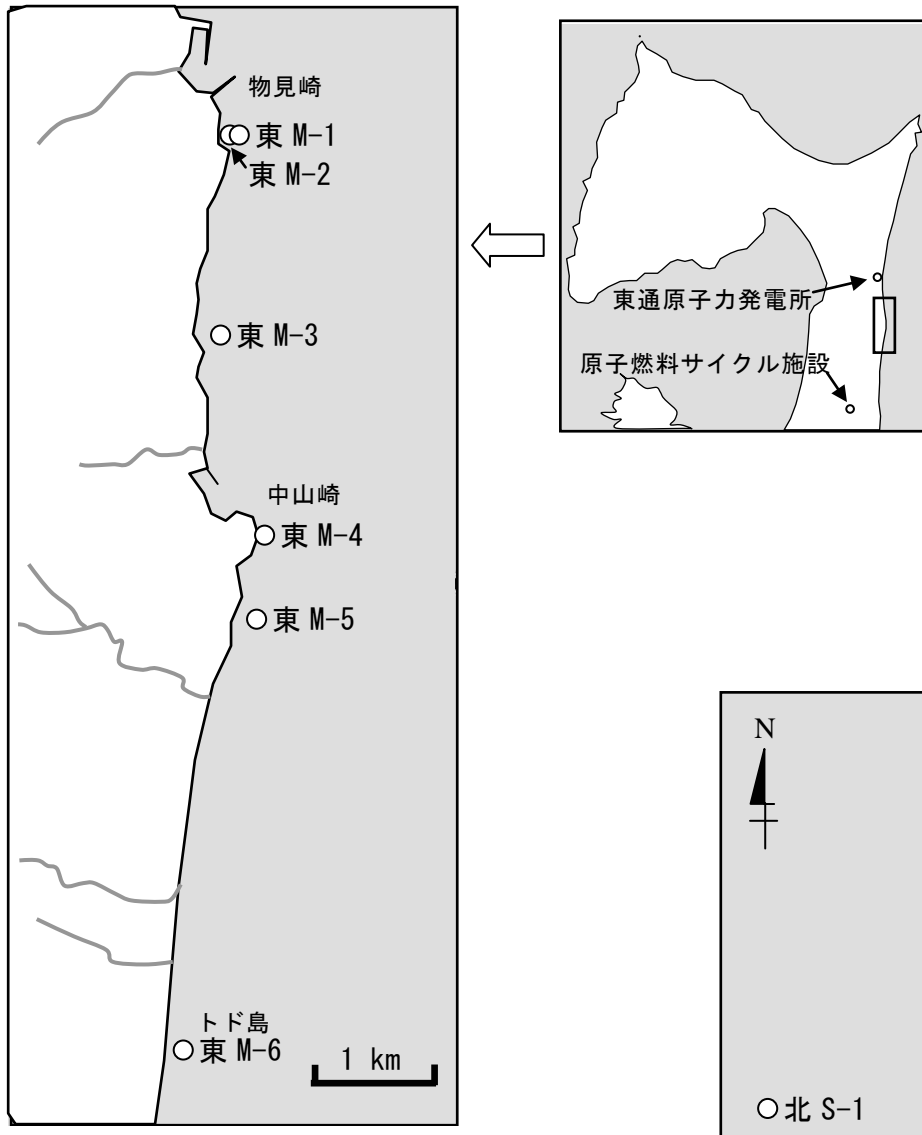 物見崎
東 M-1
東 M-2
東 M-3
中山崎
東 M-4
東 M-5
トド島
東 M-6
1 km
東通原子力発電所
原子燃料サイクル施設
N
北 S-1